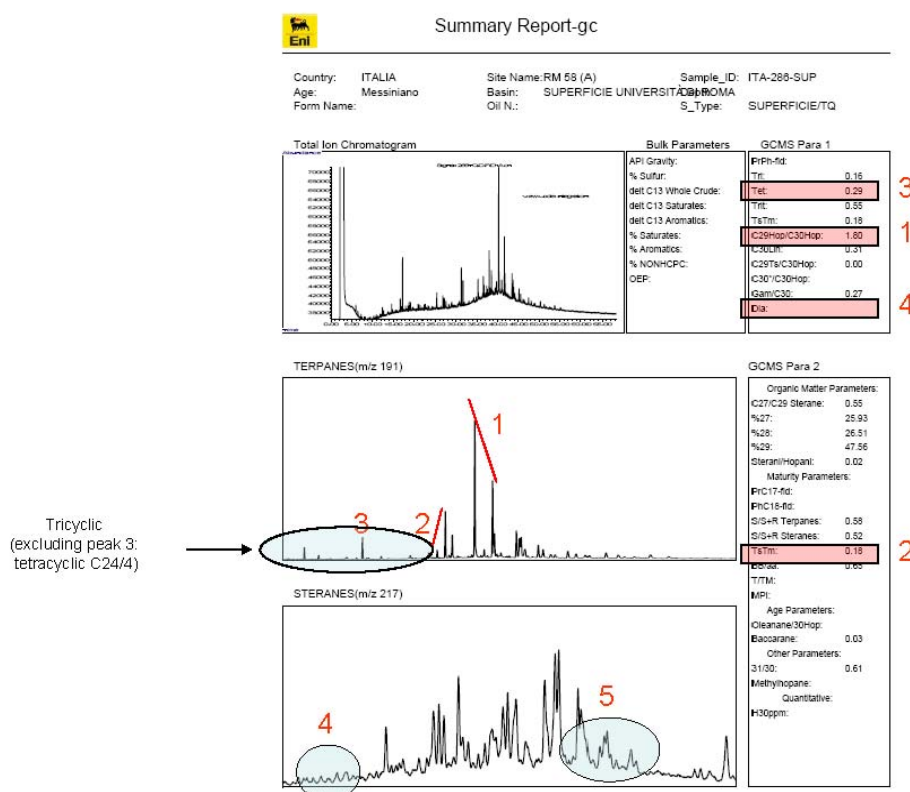 Eni
Summary Report-gc
Country: ITALIA Site Name: RM 58 (A) Sample_ID: ITA-286-SUP
Age: Messiniano Basin: SUPERFICIE UNIVERSITÀ DI ROMA
Form Name: Oil N.: S_Type: SUPERFICIE/TQ
Total Ion Chromatogram
Bulk Parameters
API Gravity:
% Sulfur:
delt C13 Whole Crude:
delt C13 Saturates:
delt C13 Aromatics:
% Saturates:
% Aromatics:
% NONHCPC:
OEP:
GCMS Para 1
PrPh-fid:
Tri: 0.16
Tet: 0.29
3
Trit: 0.55
TsTm: 0.18
C29Hop/C30Hop: 1.80
1
C30Lin: 0.31
C29Ts/C30Hop: 0.00
C30*/C30Hop:
Gam/C30: 0.27
Dia:
4
TERPANES(m/z 191)
1
2
3
Tricyclic
(excluding peak 3:
tetracyclic C24/4)
STERANES(m/z 217)
4
5
GCMS Para 2
Organic Matter Parameters:
C27/C29 Sterane: 0.55
%27: 25.93
%28: 26.51
%29: 47.56
Sterani/Hopani: 0.02
Maturity Parameters:
PrC17-fid:
PhC18-fid:
S/S+R Terpanes: 0.58
S/S+R Steranes: 0.52
TsTm: 0.18
2
BB/aa: 0.65
T/TM:
MPI:
Age Parameters:
Oleanane/30Hop:
Baccarane: 0.03
Other Parameters:
31/30: 0.61
Methylhopane:
Quantitative:
H30ppm: